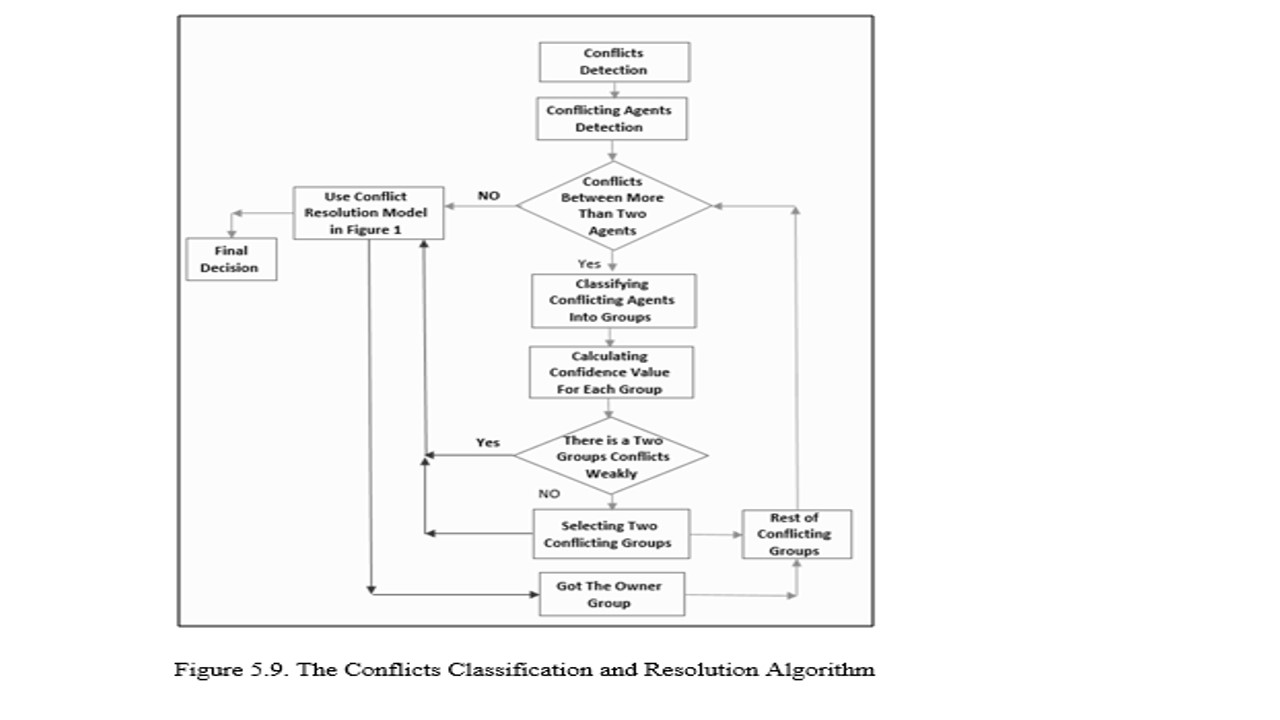 Conflicts
Detection
Conflicting Agents
Detection
Conflicts
Between More
Than Two
Agents
NO
Use Conflict
Resolution Model
in Figure 1
Final
Decision
Yes
Classifying
Conflicting Agents
Into Groups
Calculating
Confidence Value
For Each Group
There is a Two
Groups Conflicts
Weakly
Yes
NO
Selecting Two
Conflicting Groups
Rest of
Conflicting
Groups
Got The Owner
Group
Figure 5.9. The Conflicts Classification and Resolution Algorithm